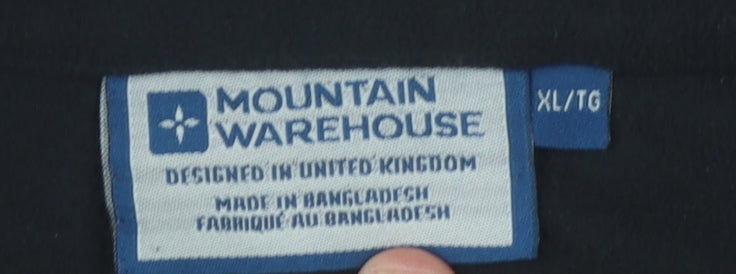 MOUNTAIN
WAREHOUSE
DESIGNED IN UNITED KINGDOM
MADE IN BANGLADESH
FABRIQUÉ AU BANGLADESH
XL/TG